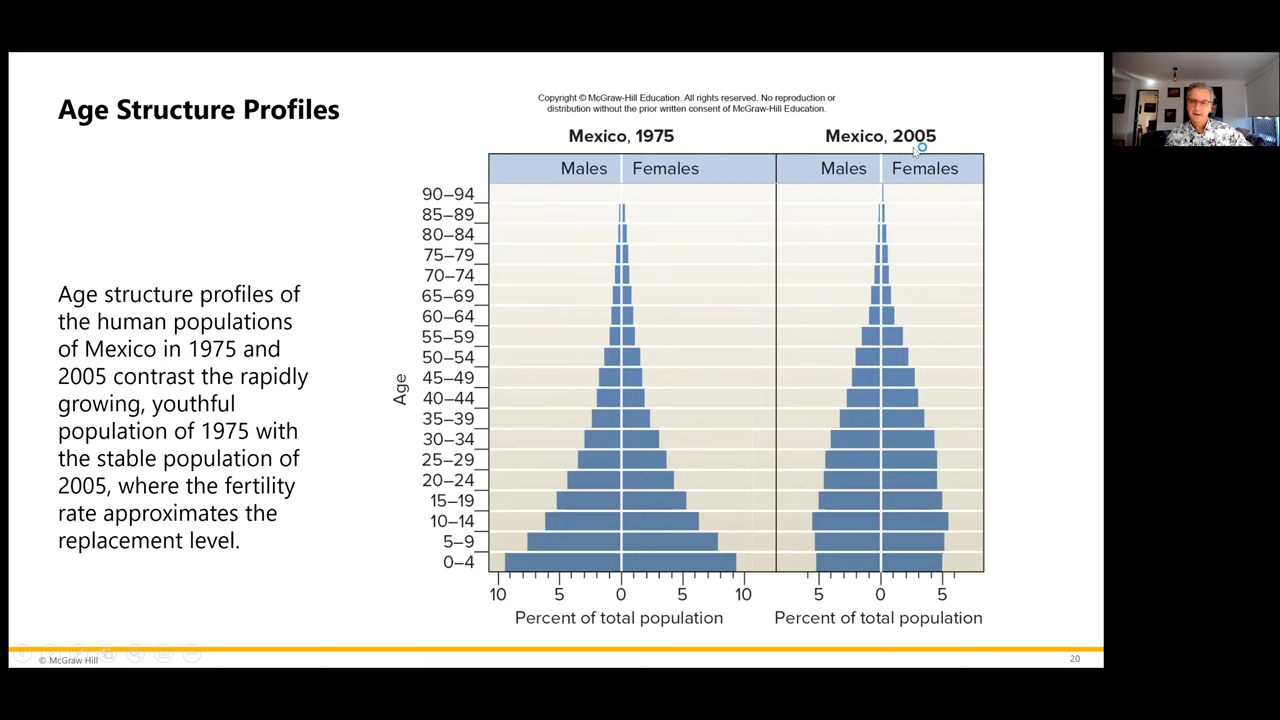 Age Structure Profiles
Age structure profiles of
the human populations
of Mexico in 1975 and
2005 contrast the rapidly
growing, youthful
population of 1975 with
the stable population of
2005, where the fertility
rate approximates the
replacement level.
Copyright © McGraw-Hill Education. All rights reserved. No reproduction or
distribution without the prior written consent of McGraw-Hill Education.
Mexico, 1975
Mexico, 2005
Males Females
Males Females
Age
90–94
85–89
80–84
75–79
70–74
65–69
60–64
55–59
50–54
45–49
40–44
35–39
30–34
25–29
20–24
15–19
10–14
5–9
0–4
10 5 0 5 10
5 0 5
Percent of total population
Percent of total population
© McGraw Hill
20